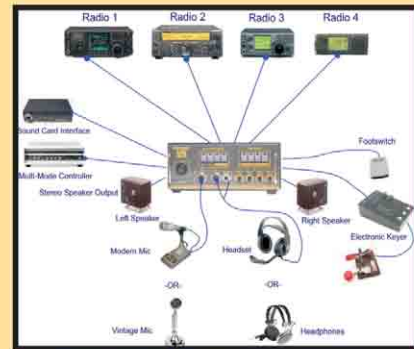 Radio 1
Radio 2
Radio 3
Radio 4
Sound Card Interface
Multi-Mode Controller
Stereo Speaker Output
Left Speaker
Modern Mic
-OR-
Vintage Mic
Headset
-OR-
Headphones
Right Speaker
Footswitch
Electronic Keyer